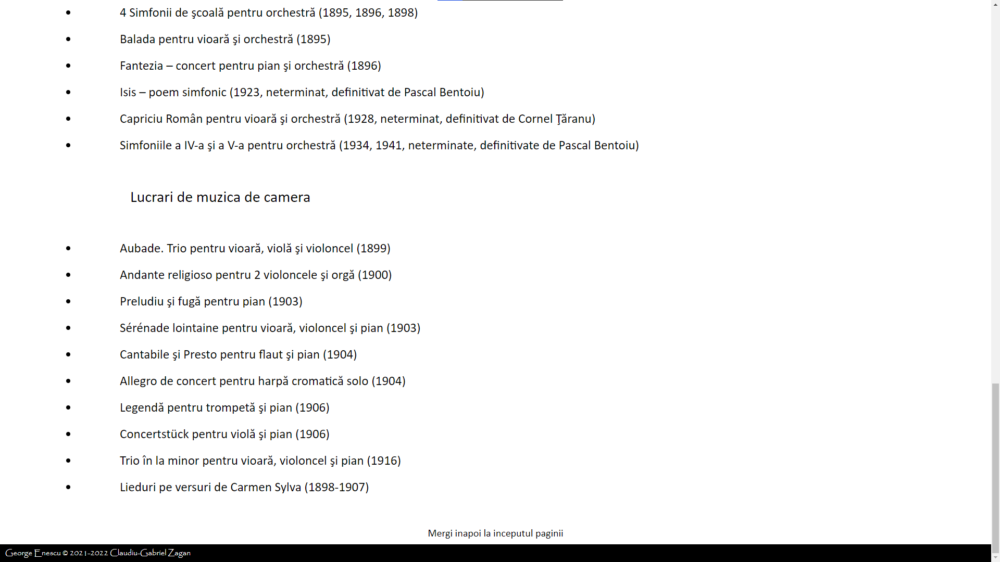 4 Simfonii de şcoală pentru orchestră (1895, 1896, 1898)
Balada pentru vioară şi orchestră (1895)
Fantezia – concert pentru pian şi orchestră (1896)
Isis – poem simfonic (1923, neterminat, definitivat de Pascal Bentoiu)
Capriciu Român pentru vioară şi orchestră (1928, neterminat, definitivat de Cornel Ţăranu)
Simfoniile a IV-a şi a V-a pentru orchestră (1934, 1941, neterminate, definitivate de Pascal Bentoiu)
Lucrari de muzica de camera
Aubade. Trio pentru vioară, violă şi violoncel (1899)
Andante religioso pentru 2 violoncele şi orgă (1900)
Preludiu şi fugă pentru pian (1903)
Sérénade lointaine pentru vioară, violoncel şi pian (1903)
Cantabile şi Presto pentru flaut şi pian (1904)
Allegro de concert pentru harpă cromatică solo (1904)
Legendă pentru trompetă şi pian (1906)
Concertstück pentru violă şi pian (1906)
Trio în la minor pentru vioară, violoncel şi pian (1916)
Lieduri pe versuri de Carmen Sylva (1898-1907)
Mergi inapoi la inceputul paginii
George Enescu © 2021-2022 Claudiu-Gabriel Zagan